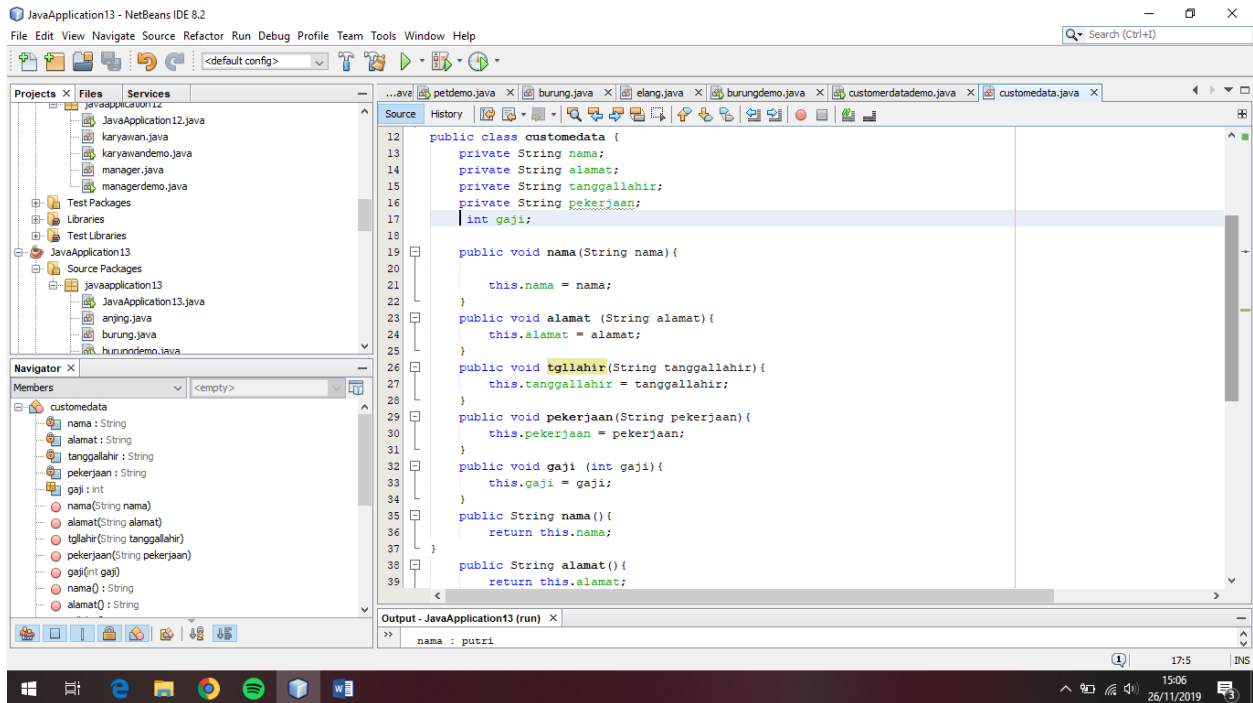 JavaApplication13 - NetBeans IDE 8.2
File Edit View Navigate Source Refactor Run Debug Profile Team Tools Window Help
Search (Ctrl+I)
<default config>
Projects Files Services
javaapplication12
JavaApplication12.java
karyawan.java
karyawandemo.java
manager.java
managerdemo.java
Test Packages
Libraries
Test Libraries
JavaApplication13
Source Packages
javaapplication13
JavaApplication13.java
anjing.java
burung.java
burungdemo.java
Navigator
Members <empty>
customedata
nama : String
alamat : String
tanggallahir : String
pekerjaan : String
gaji : int
nama(String nama)
alamat(String alamat)
tgllahir(String tanggallahir)
pekerjaan(String pekerjaan)
gaji(int gaji)
nama() : String
alamat() : String
...ava petdemo.java burung.java elang.java burungdemo.java customerdatademo.java customedata.java
Source History
12 public class customedata {
13 private String nama;
14 private String alamat;
15 private String tanggallahir;
16 private String pekerjaan;
17 int gaji;
18
19 public void nama(String nama){
20
21 this.nama = nama;
22 }
23 public void alamat (String alamat){
24 this.alamat = alamat;
25 }
26 public void tgllahir(String tanggallahir){
27 this.tanggallahir = tanggallahir;
28 }
29 public void pekerjaan(String pekerjaan){
30 this.pekerjaan = pekerjaan;
31 }
32 public void gaji (int gaji){
33 this.gaji = gaji;
34 }
35 public String nama(){
36 return this.nama;
37 }
38 public String alamat(){
39 return this.alamat;
Output - JavaApplication13 (run)
nama : putri
1 17:5 INS
15:06
26/11/2019
3